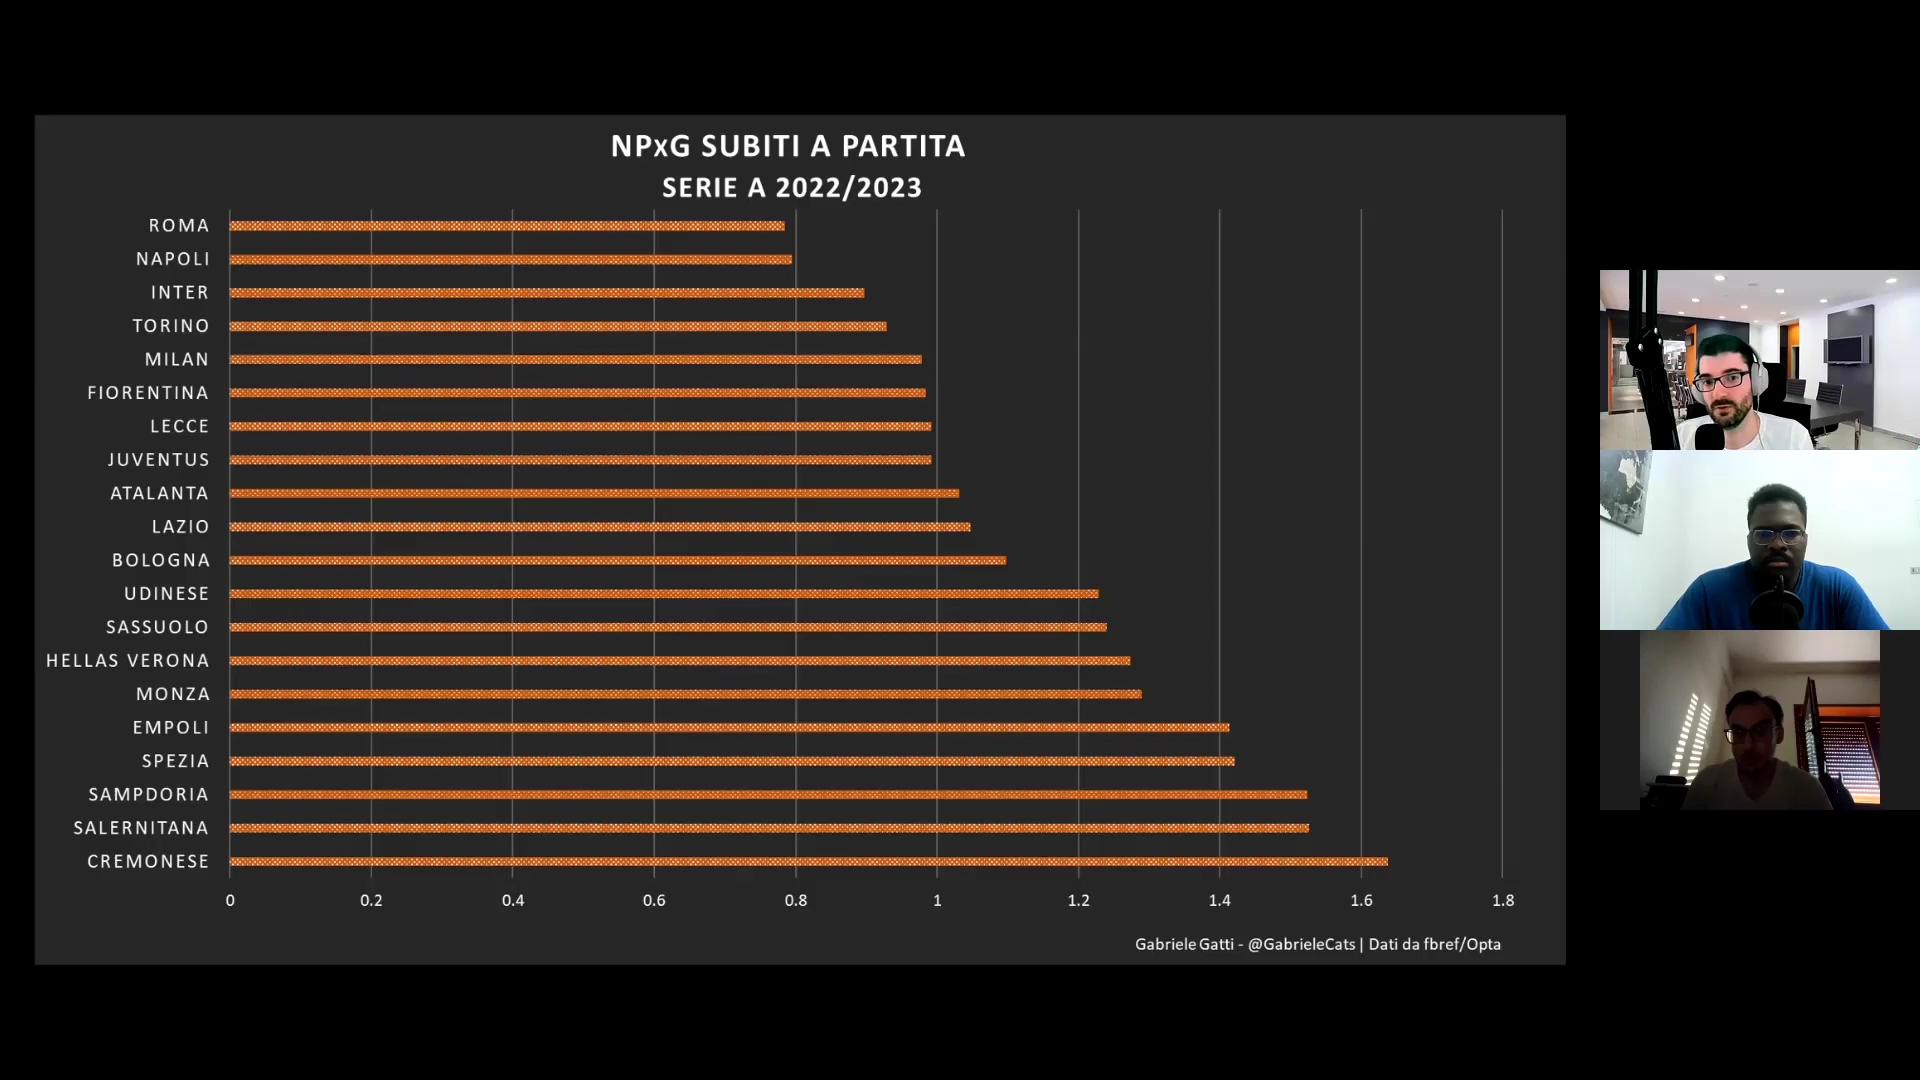 NPxG SUBITI A PARTITA
SERIE A 2022/2023
ROMA
NAPOLI
INTER
TORINO
MILAN
FIORENTINA
LECCE
JUVENTUS
ATALANTA
LAZIO
BOLOGNA
UDINESE
SASSUOLO
HELLAS VERONA
MONZA
EMPOLI
SPEZIA
SAMPDORIA
SALERNITANA
CREMONESE
0 0.2 0.4 0.6 0.8 1 1.2 1.4 1.6 1.8
Gabriele Gatti - @GabrieleCats | Dati da fbref/Opta